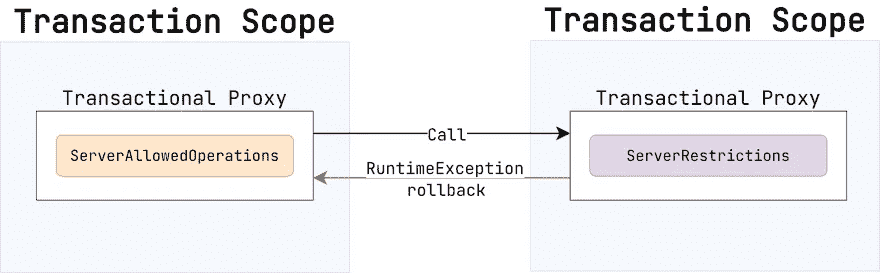 Transaction Scope
Transactional Proxy
ServerAllowedOperations
Call
RuntimeException
rollback
Transaction Scope
Transactional Proxy
ServerRestrictions